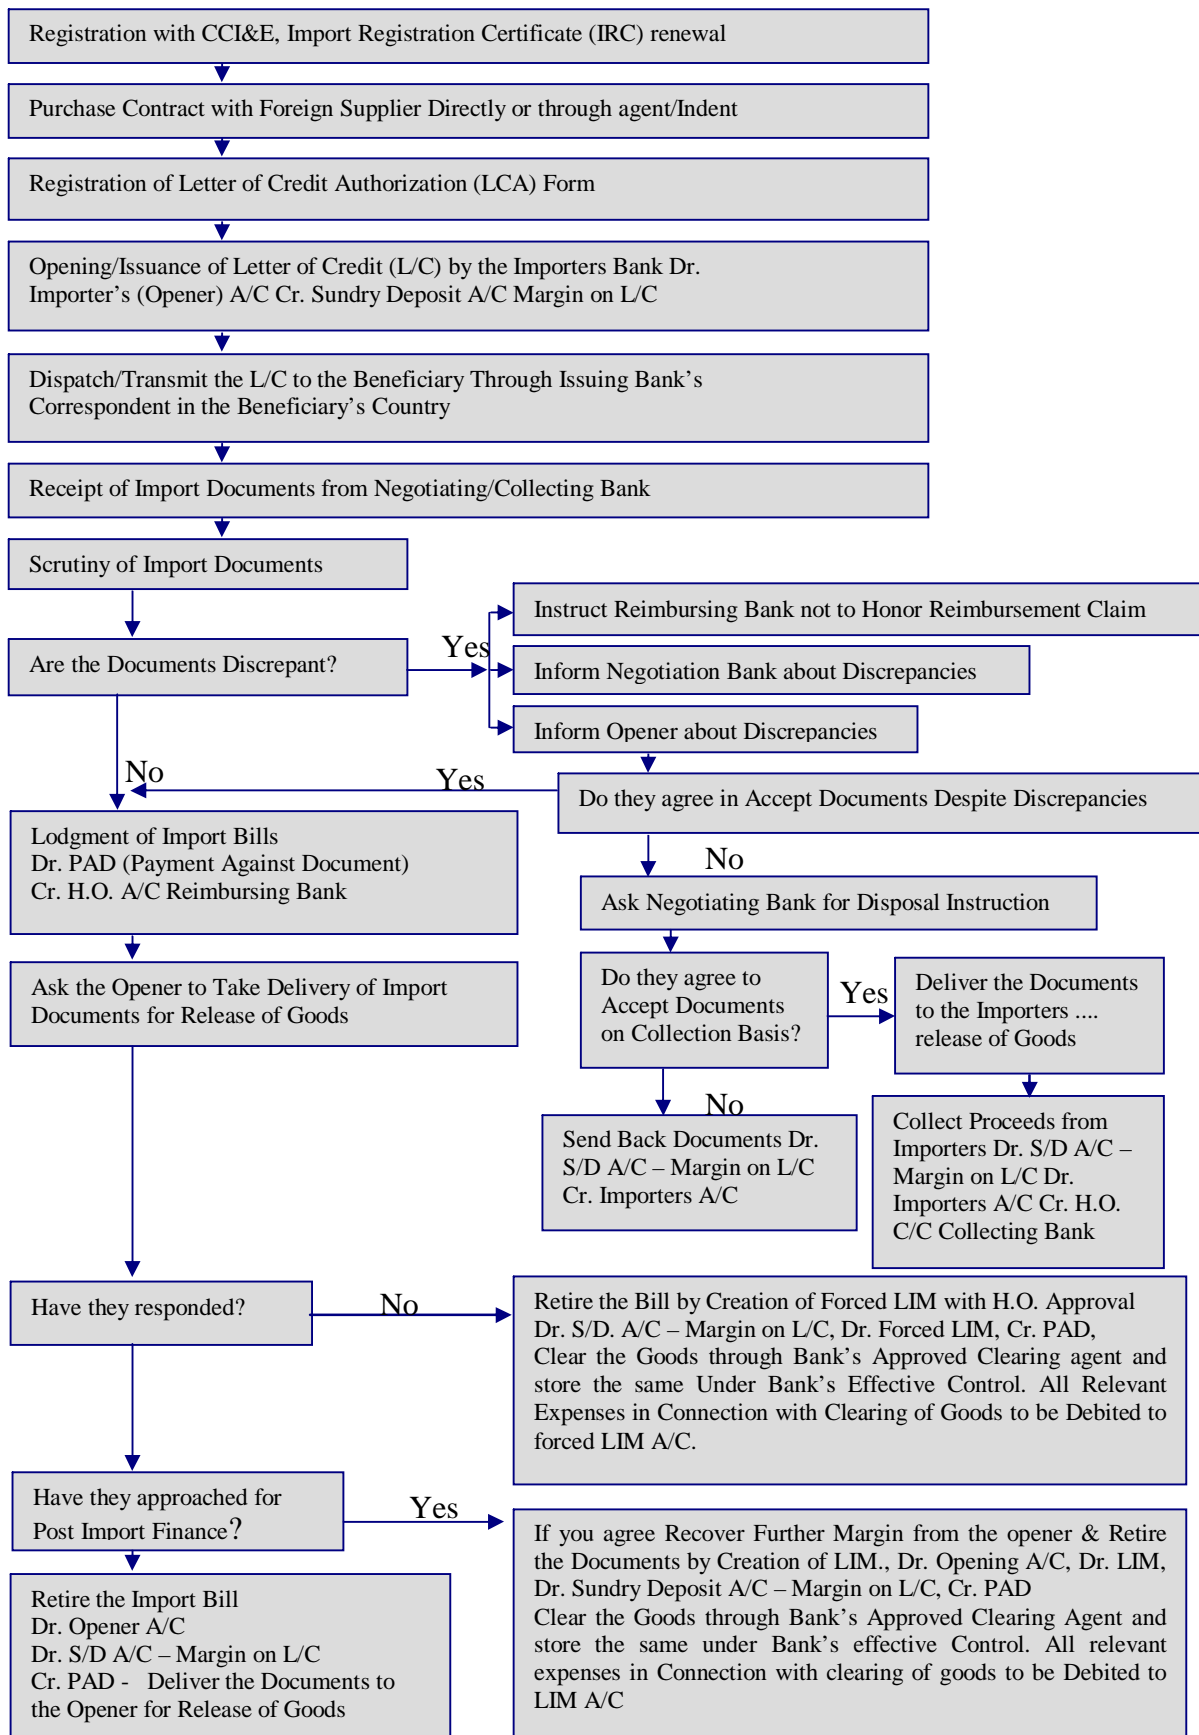 Registration with CCI&E, Import Registration Certificate (IRC) renewal
Purchase Contract with Foreign Supplier Directly or through agent/Indent
Registration of Letter of Credit Authorization (LCA) Form
Opening/Issuance of Letter of Credit (L/C) by the Importers Bank Dr.
Importer’s (Opener) A/C Cr. Sundry Deposit A/C Margin on L/C
Dispatch/Transmit the L/C to the Beneficiary Through Issuing Bank’s
Correspondent in the Beneficiary’s Country
Receipt of Import Documents from Negotiating/Collecting Bank
Scrutiny of Import Documents
Instruct Reimbursing Bank not to Honor Reimbursement Claim
Are the Documents Discrepant?
Yes
Inform Negotiation Bank about Discrepancies
Inform Opener about Discrepancies
No
Yes
Do they agree in Accept Documents Despite Discrepancies
Lodgment of Import Bills
Dr. PAD (Payment Against Document)
Cr. H.O. A/C Reimbursing Bank
No
Ask Negotiating Bank for Disposal Instruction
Ask the Opener to Take Delivery of Import
Documents for Release of Goods
Do they agree to
Accept Documents
on Collection Basis?
Yes
Deliver the Documents
to the Importers ....
release of Goods
No
Send Back Documents Dr.
S/D A/C – Margin on L/C
Cr. Importers A/C
Collect Proceeds from
Importers Dr. S/D A/C –
Margin on L/C Dr.
Importers A/C Cr. H.O.
C/C Collecting Bank
Have they responded?
No
Retire the Bill by Creation of Forced LIM with H.O. Approval
Dr. S/D. A/C – Margin on L/C, Dr. Forced LIM, Cr. PAD,
Clear the Goods through Bank’s Approved Clearing agent and
store the same Under Bank’s Effective Control. All Relevant
Expenses in Connection with Clearing of Goods to be Debited to
forced LIM A/C.
Have they approached for
Post Import Finance?
Yes
If you agree Recover Further Margin from the opener & Retire
the Documents by Creation of LIM., Dr. Opening A/C, Dr. LIM,
Dr. Sundry Deposit A/C – Margin on L/C, Cr. PAD
Clear the Goods through Bank’s Approved Clearing Agent and
store the same under Bank’s effective Control. All relevant
expenses in Connection with clearing of goods to be Debited to
LIM A/C
Retire the Import Bill
Dr. Opener A/C
Dr. S/D A/C – Margin on L/C
Cr. PAD - Deliver the Documents to
the Opener for Release of Goods